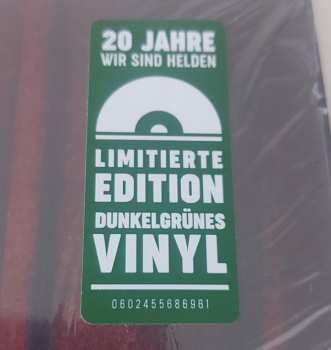 20 JAHRE
WIR SIND HELDEN
LIMITIERTE
EDITION
DUNKELGRÜNES
VINYL
0602455686961